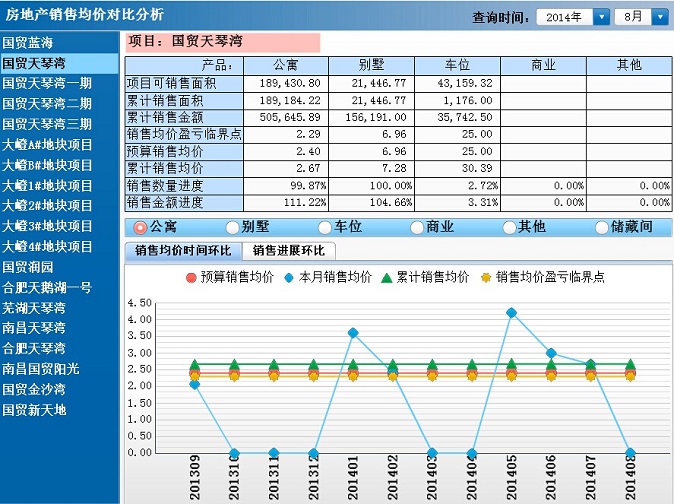 房地产销售均价对比分析
查询时间： 2014年 8月
国贸蓝海
国贸天琴湾
国贸天琴湾一期
国贸天琴湾二期
国贸天琴湾三期
大嶝A#地块项目
大嶝B#地块项目
大嶝1#地块项目
大嶝2#地块项目
大嶝3#地块项目
大嶝4#地块项目
国贸润园
合肥天鹅湖一号
芜湖天琴湾
南昌天琴湾
合肥天琴湾
南昌国贸阳光
国贸金沙湾
国贸新天地
项目：国贸天琴湾
产品： 公寓 别墅 车位 商业 其他
项目可销售面积 189,430.80 21,446.77 43,159.32
累计销售面积 189,184.22 21,446.77 1,176.00
累计销售金额 505,645.89 156,191.00 35,742.50
销售均价盈亏临界点 2.29 6.96 25.00
预算销售均价 2.40 6.96 25.00
累计销售均价 2.67 7.28 30.39
销售数量进度 99.87% 100.00% 2.72% 0.00% 0.00%
销售金额进度 111.22% 104.66% 3.31% 0.00% 0.00%
公寓 别墅 车位 商业 其他 储藏间
销售均价时间环比 销售进展环比
预算销售均价 本月销售均价 累计销售均价 销售均价盈亏临界点
4.50
4.00
3.50
3.00
2.50
2.00
1.50
1.00
0.50
0.00
201309 201310 201311 201312 201401 201402 201403 201404 201405 201406 201407 201408